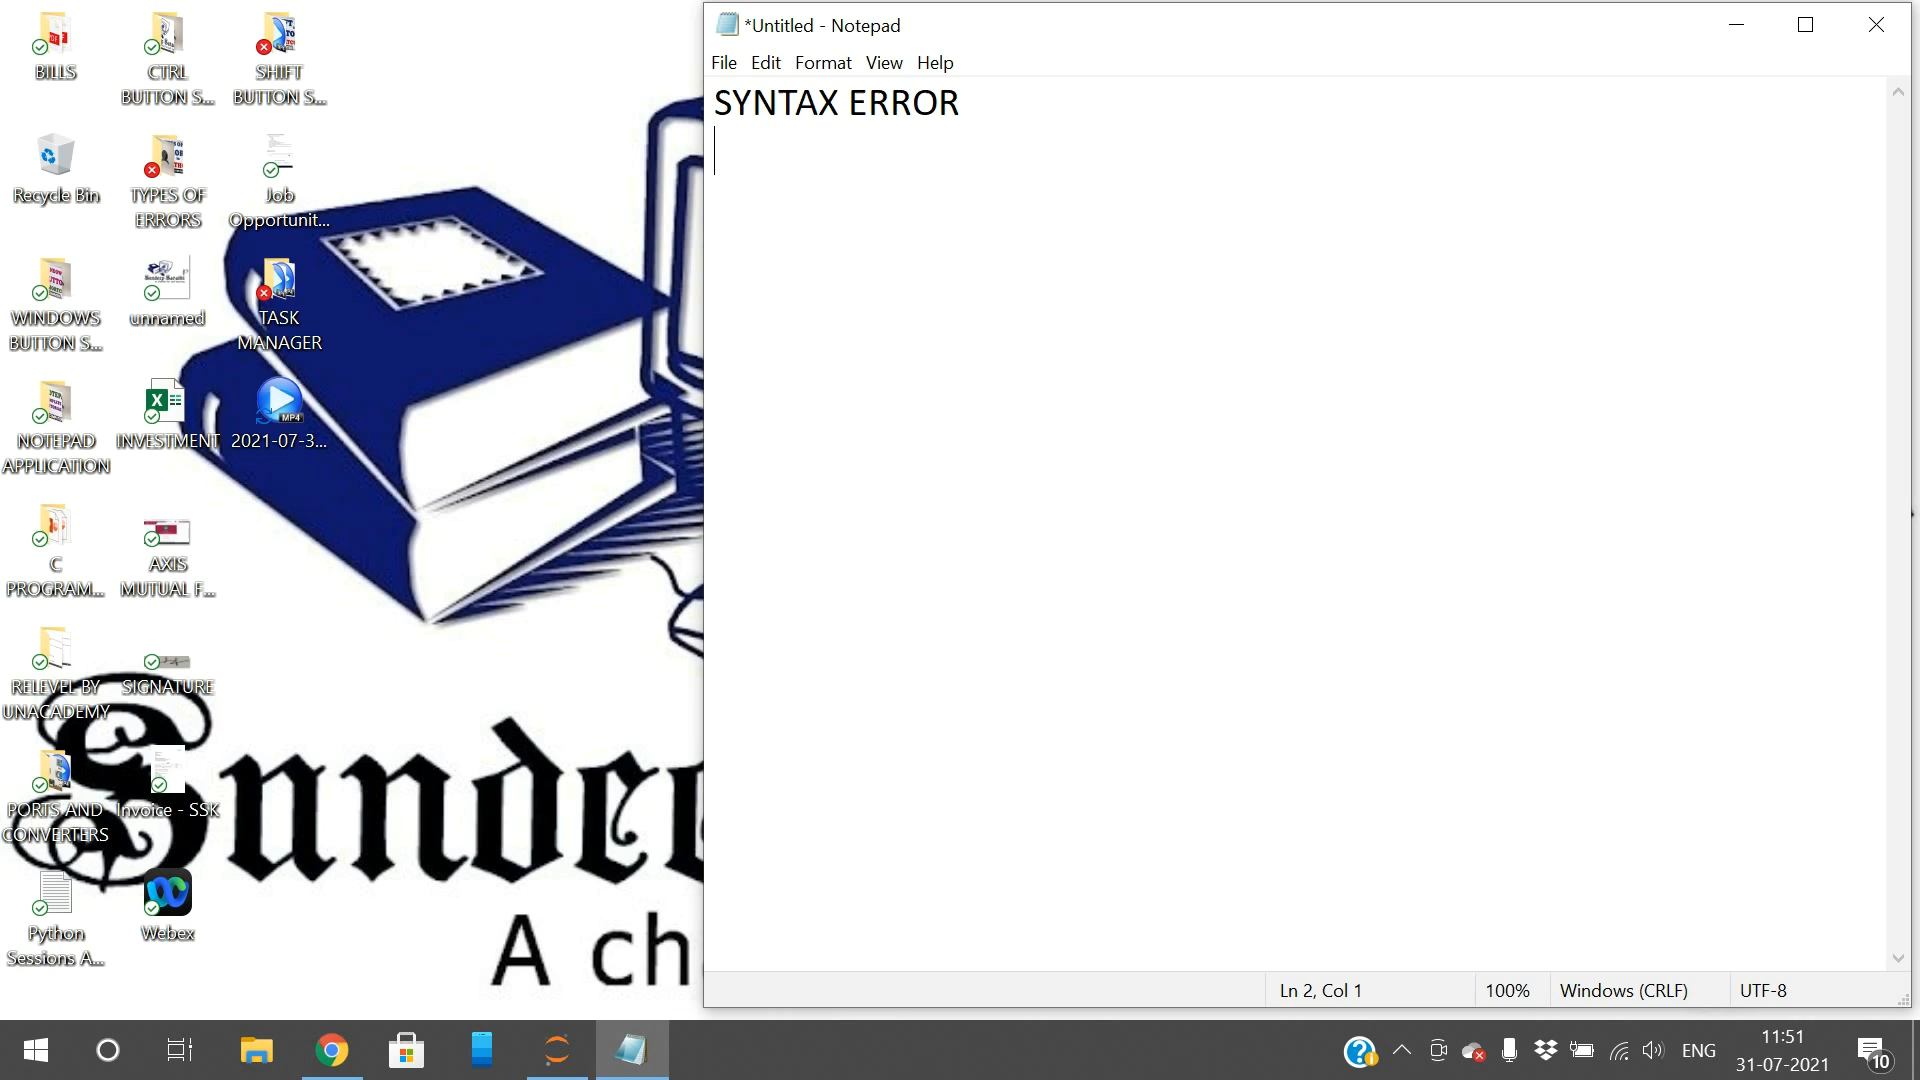 BILLS
CTRL
BUTTON S...
SHIFT
BUTTON S...
Recycle Bin
TYPES OF
ERRORS
Job
Opportunit...
WINDOWS
BUTTON S...
unnamed
TASK
MANAGER
NOTEPAD
APPLICATION
INVESTMENT
MP4
2021-07-3...
C
PROGRAM...
AXIS
MUTUAL F...
RELEVEL BY
UNACADEMY
SIGNATURE
PORTS AND
CONVERTERS
Invoice - SSK
Python
Sessions A...
Webex
A ch
*Untitled - Notepad
File Edit Format View Help
SYNTAX ERROR
Ln 2, Col 1 100% Windows (CRLF) UTF-8
ENG
11:51
31-07-2021
10